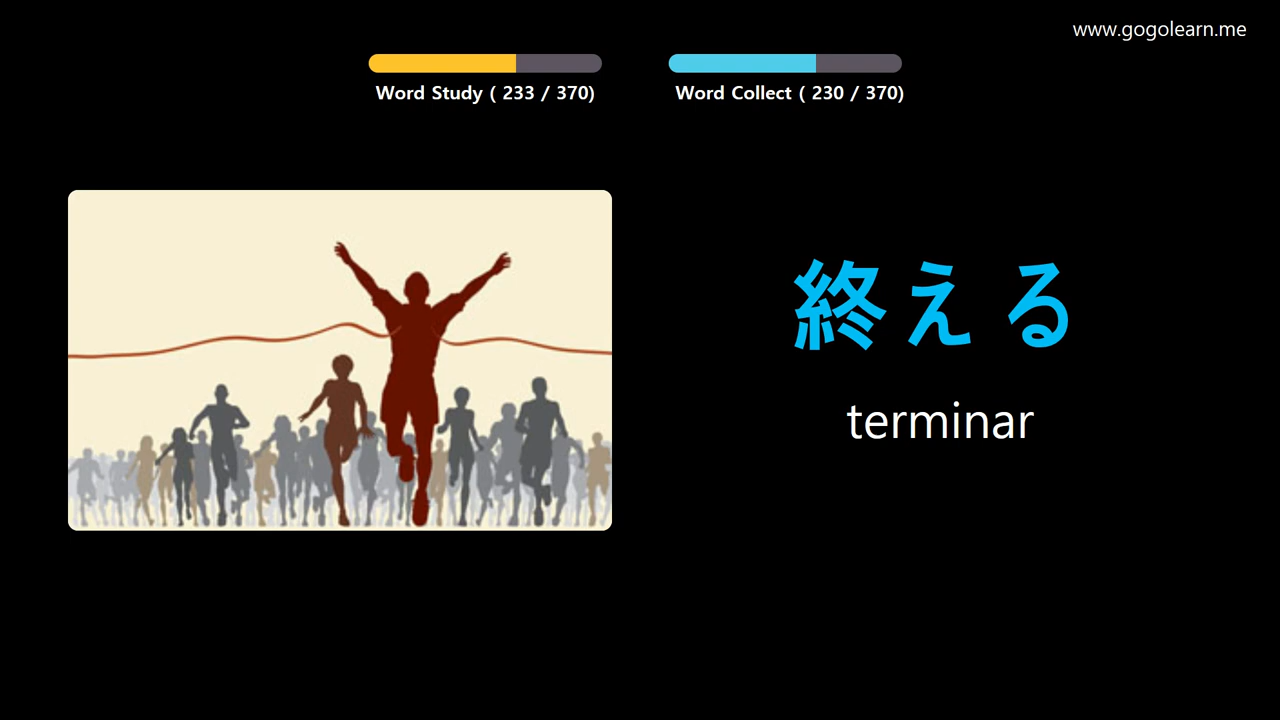 www.gogolearn.me
Word Study ( 233 / 370)
Word Collect ( 230 / 370)
終える
terminar